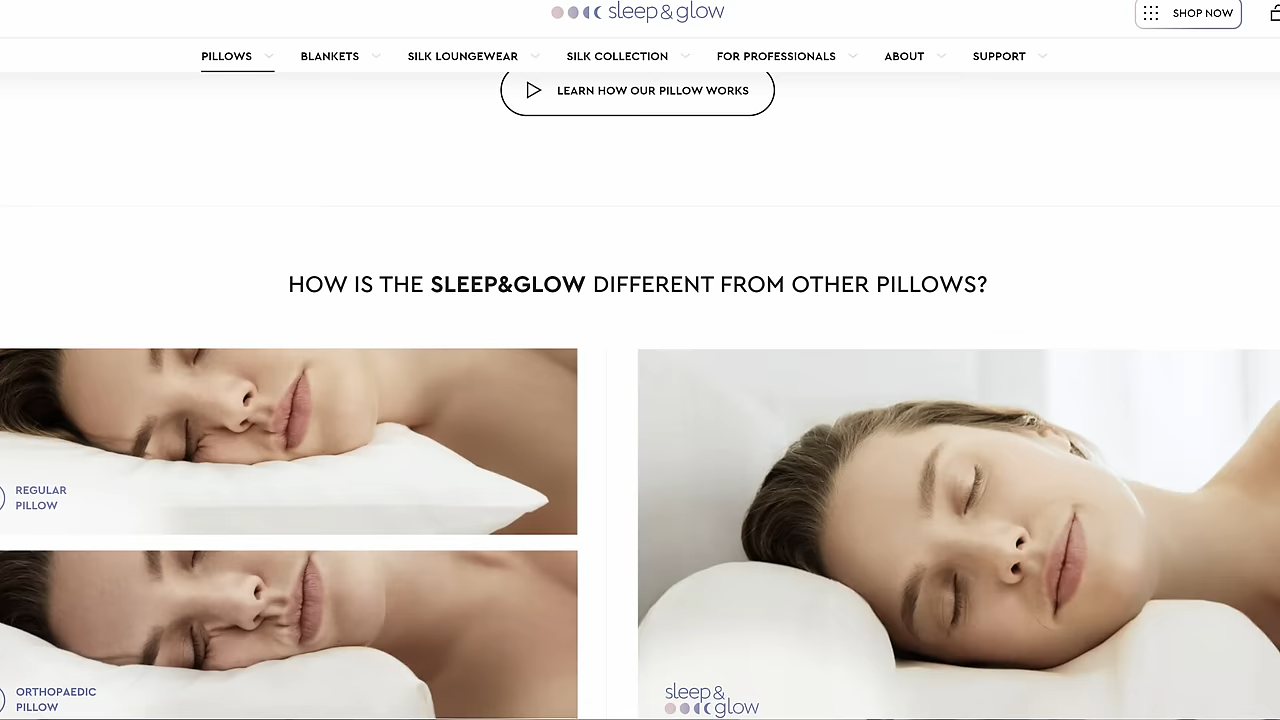 sleep&glow
SHOP NOW
PILLOWS
BLANKETS
SILK LOUNGEWEAR
SILK COLLECTION
FOR PROFESSIONALS
ABOUT
SUPPORT
LEARN HOW OUR PILLOW WORKS
HOW IS THE SLEEP&GLOW DIFFERENT FROM OTHER PILLOWS?
REGULAR
PILLOW
ORTHOPAEDIC
PILLOW
sleep&
glow